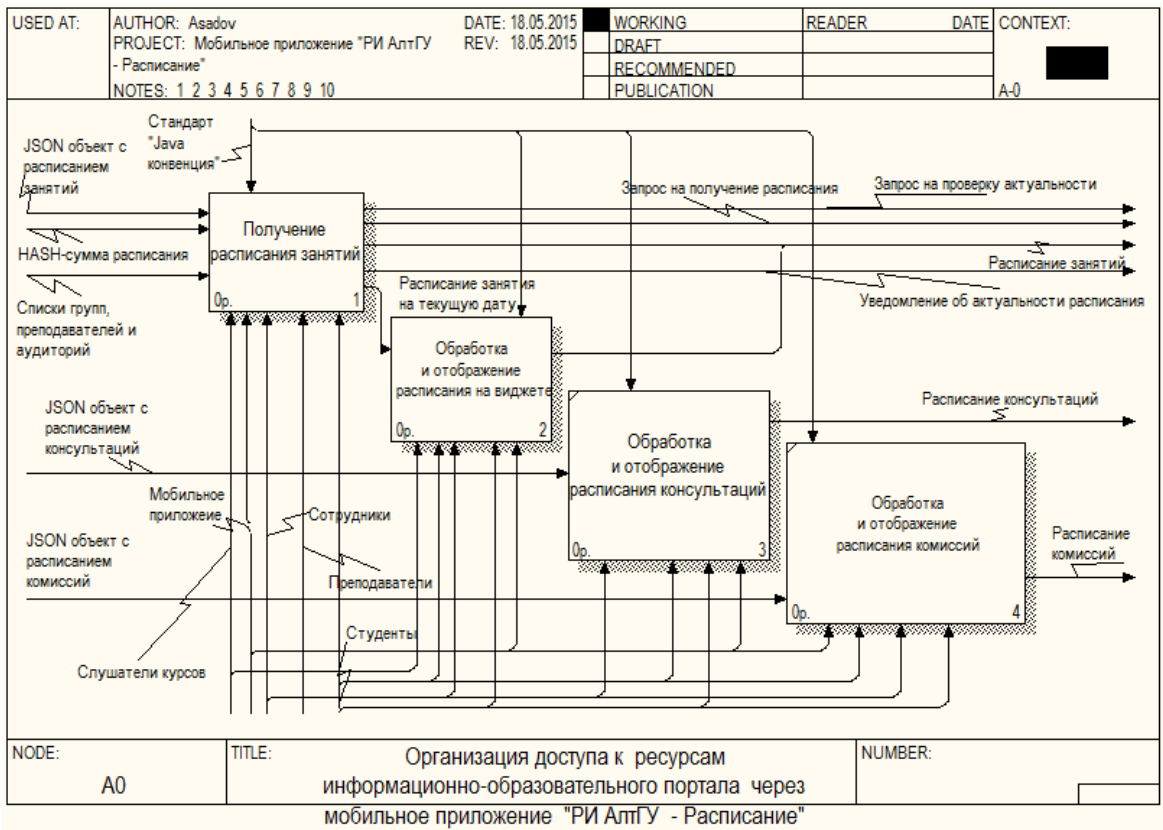 USED AT:
AUTHOR: Asadov
DATE: 18.05.2015
PROJECT: Мобильное приложение "РИ АлтГУ
- Расписание"
REV: 18.05.2015
NOTES: 1 2 3 4 5 6 7 8 9 10
WORKING
DRAFT
RECOMMENDED
PUBLICATION
READER
DATE
CONTEXT:
A-0
Стандарт
"Java
конвенция"
JSON объект с
расписанием
занятий
HASH-сумма расписания
Списки групп,
преподавателей и
аудиторий
Получение
расписания занятий
0р.
1
Запрос на получение расписания
Запрос на проверку актуальности
Расписание занятий
Уведомление об актуальности расписания
Расписание занятия
на текущую дату
Обработка
и отображение
расписания на виджете
0р.
2
JSON объект с
расписанием
консультаций
Расписание консультаций
Обработка
и отображение
расписания консультаций
0р.
3
Мобильное
приложеие
Сотрудники
JSON объект с
расписанием
комиссий
Преподаватели
Обработка
и отображение
расписания комиссий
0р.
4
Расписание
комиссий
Студенты
Слушатели курсов
NODE:
A0
TITLE:
Организация доступа к ресурсам
информационно-образовательного портала через
мобильное приложение "РИ АлтГУ - Расписание"
NUMBER: